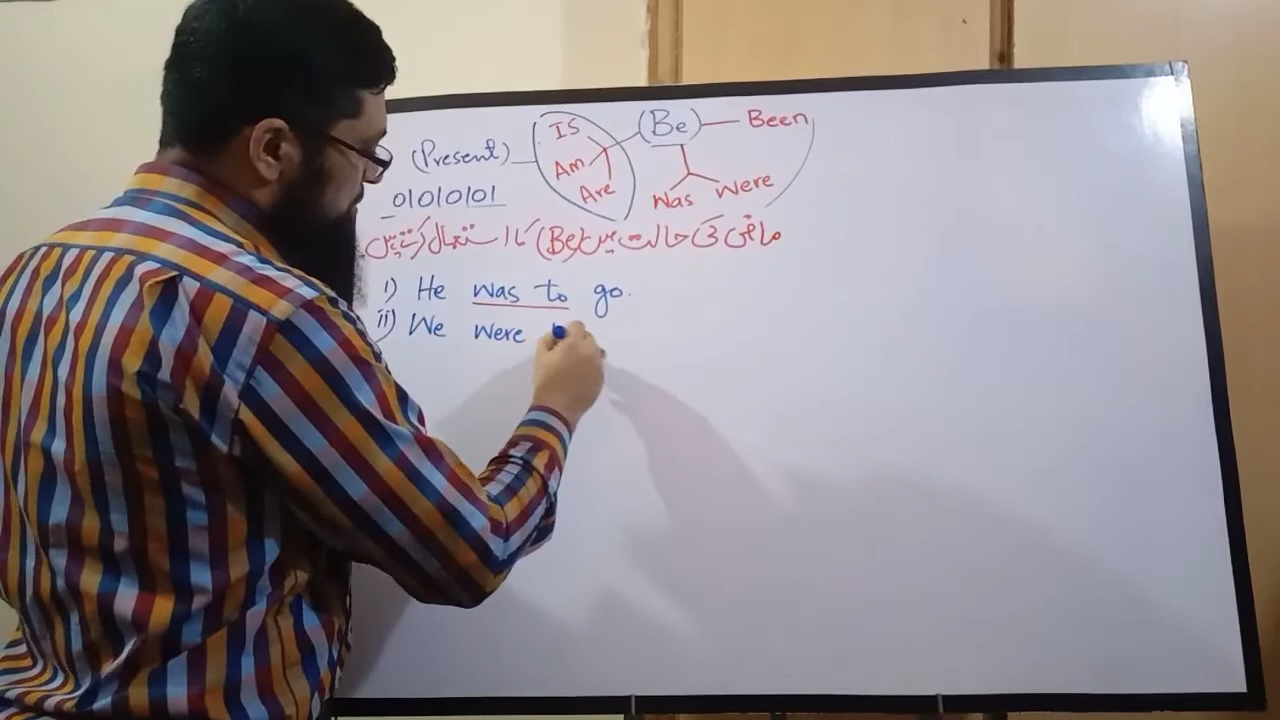 Is (Be) Been
(Present) Am
Are Was Were
01010101
ماضی کی حالت میں (Be) کا استعمال کرتے ہیں۔
i) He was to go.
ii) We were